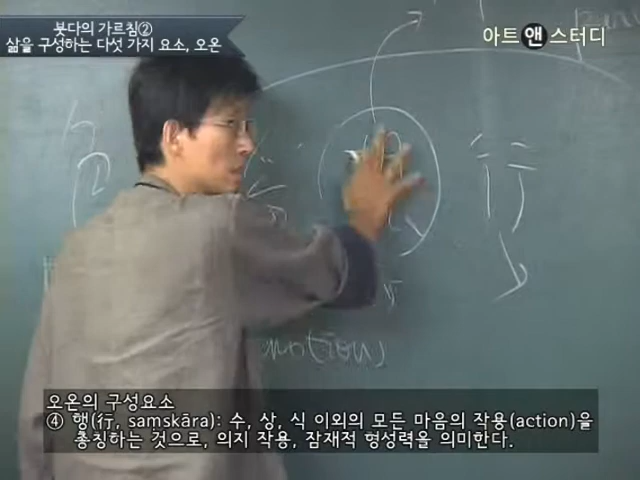 붓다의 가르침②
삶을 구성하는 다섯 가지 요소, 오온
아트앤스터디
行
오온의 구성요소
④ 행(行, samskāra): 수, 상, 식 이외의 모든 마음의 작용(action)을
총칭하는 것으로, 의지 작용, 잠재적 형성력을 의미한다.